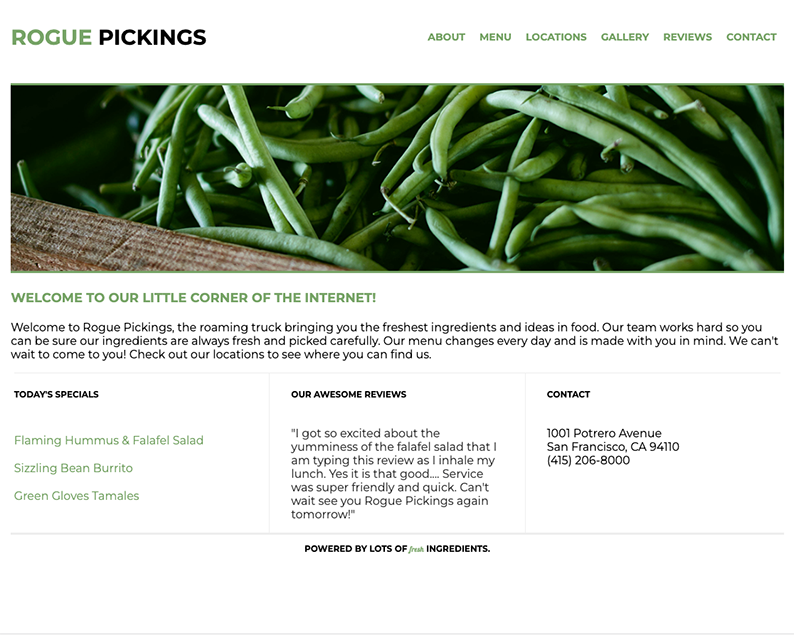 ROGUE PICKINGS
ABOUT MENU LOCATIONS GALLERY REVIEWS CONTACT
WELCOME TO OUR LITTLE CORNER OF THE INTERNET!
Welcome to Rogue Pickings, the roaming truck bringing you the freshest ingredients and ideas in food. Our team works hard so you
can be sure our ingredients are always fresh and picked carefully. Our menu changes every day and is made with you in mind. We can't
wait to come to you! Check out our locations to see where you can find us.
TODAY'S SPECIALS
Flaming Hummus & Falafel Salad
Sizzling Bean Burrito
Green Gloves Tamales
OUR AWESOME REVIEWS
"I got so excited about the
yumminess of the falafel salad that I
am typing this review as I inhale my
lunch. Yes it is that good.... Service
was super friendly and quick. Can't
wait see you Rogue Pickings again
tomorrow!"
CONTACT
1001 Potrero Avenue
San Francisco, CA 94110
(415) 206-8000
POWERED BY LOTS OF fresh INGREDIENTS.